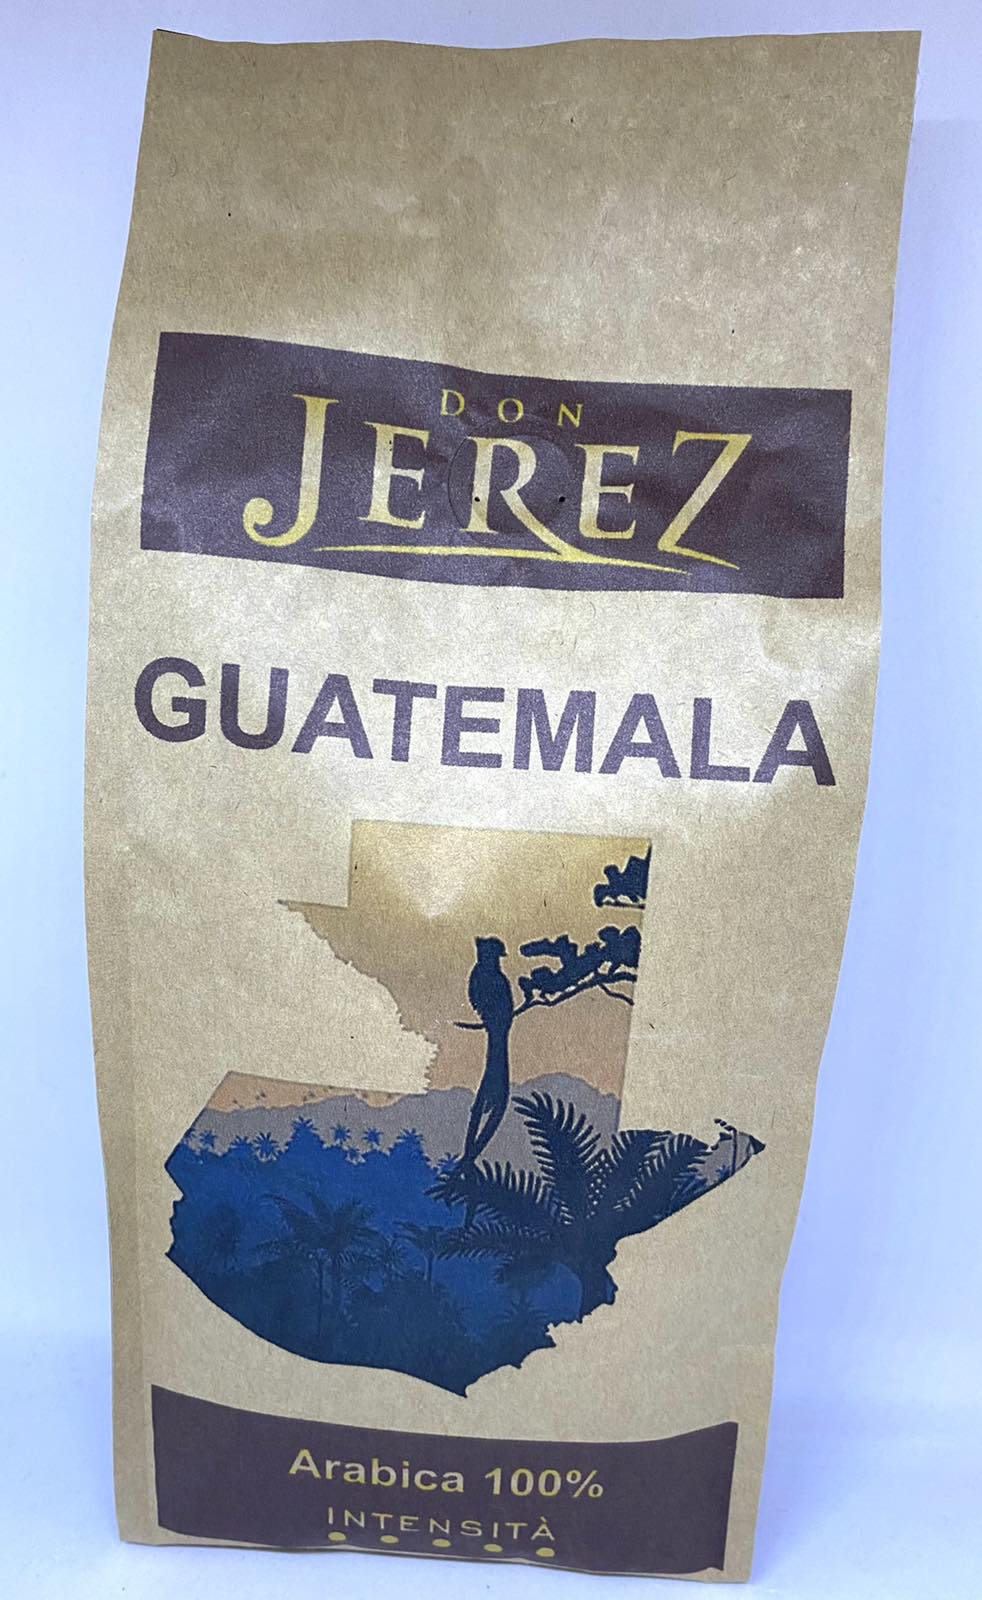 DON
JEREZ
GUATEMALA
Arabica 100%
INTENSITÀ